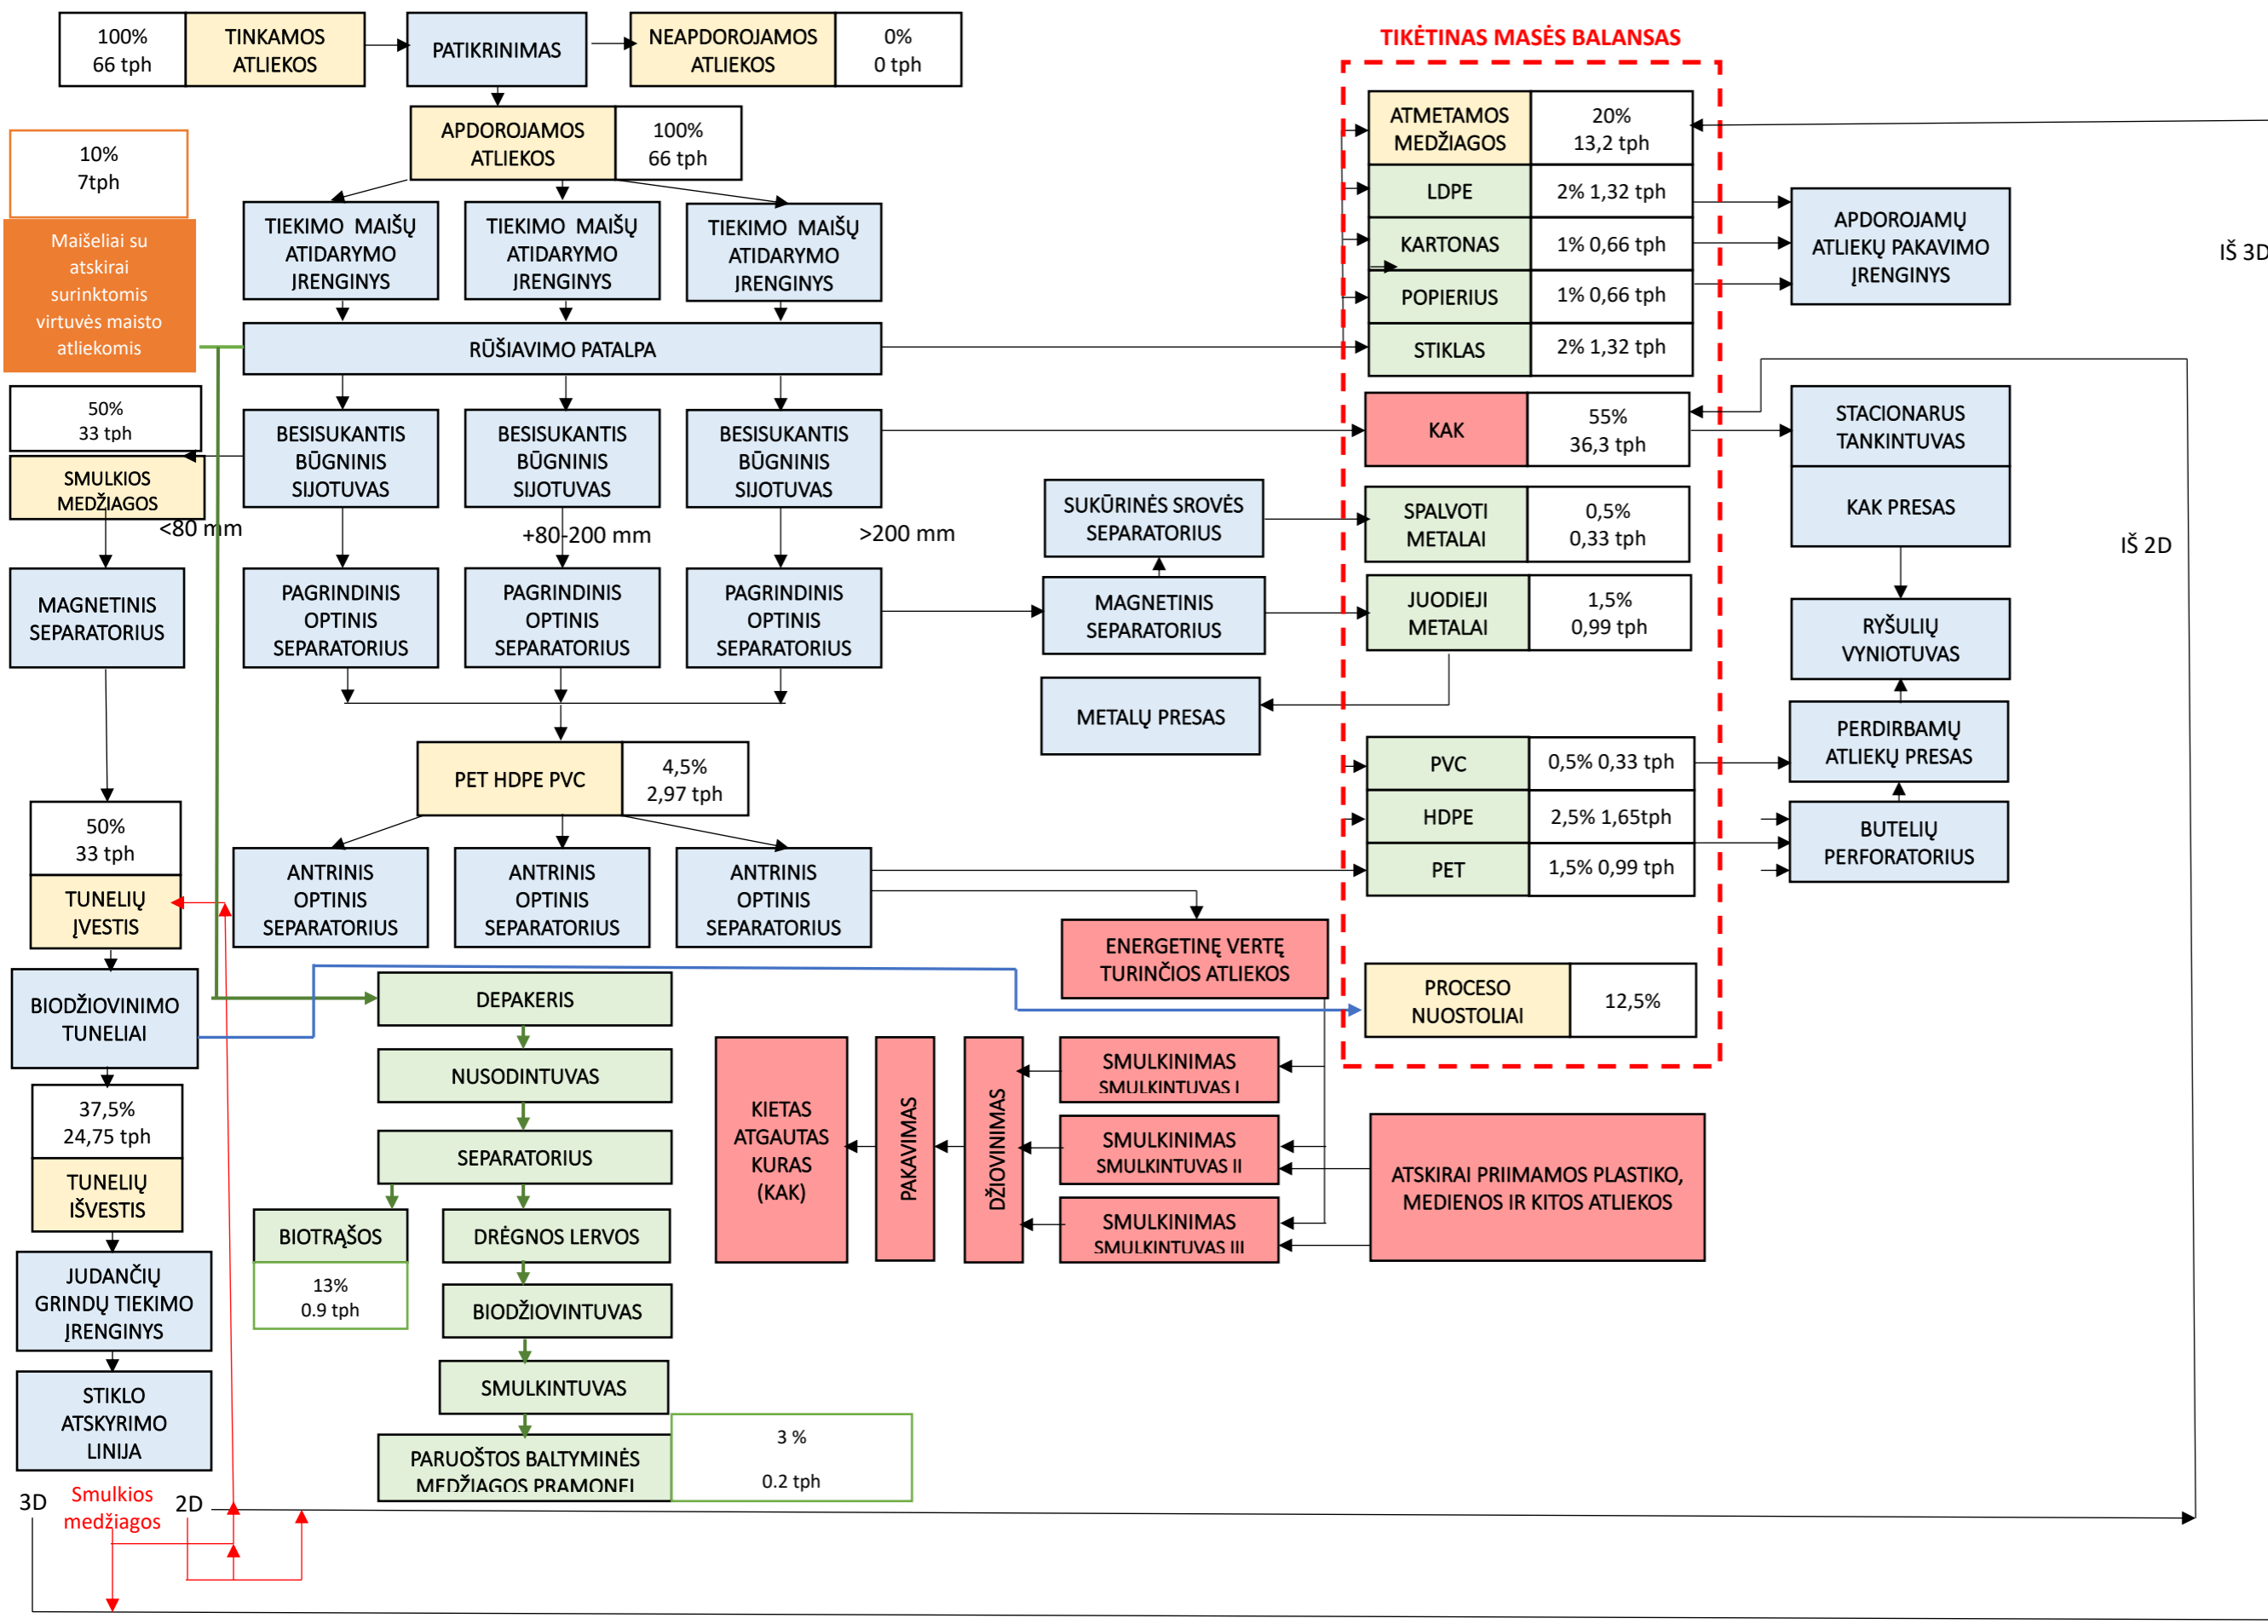 100%
66 tph
TINKAMOS
ATLIEKOS
PATIKRINIMAS
NEAPDOROJAMOS
ATLIEKOS
0%
0 tph
TIKĖTINAS MASĖS BALANSAS
APDOROJAMOS
ATLIEKOS
100%
66 tph
10%
7tph
Maišeliai su
atskirai
surinktomis
virtuvės maisto
atliekomis
TIEKIMO MAIŠŲ
ATIDARYMO
ĮRENGINYS
TIEKIMO MAIŠŲ
ATIDARYMO
ĮRENGINYS
TIEKIMO MAIŠŲ
ATIDARYMO
ĮRENGINYS
RŪŠIAVIMO PATALPA
ATMETAMOS
MEDŽIAGOS
20%
13,2 tph
LDPE
2% 1,32 tph
KARTONAS
1% 0,66 tph
POPIERIUS
1% 0,66 tph
STIKLAS
2% 1,32 tph
APDOROJAMŲ
ATLIEKŲ PAKAVIMO
ĮRENGINYS
IŠ 3D
50%
33 tph
SMULKIOS
MEDŽIAGOS
BESISUKANTIS
BŪGNINIS
SIJOTUVAS
BESISUKANTIS
BŪGNINIS
SIJOTUVAS
BESISUKANTIS
BŪGNINIS
SIJOTUVAS
KAK
55%
36,3 tph
STACIONARUS
TANKINTUVAS
KAK PRESAS
<80 mm
+80-200 mm
>200 mm
SUKŪRINĖS SROVĖS
SEPARATORIUS
SPALVOTI
METALAI
0,5%
0,33 tph
IŠ 2D
MAGNETINIS
SEPARATORIUS
PAGRINDINIS
OPTINIS
SEPARATORIUS
PAGRINDINIS
OPTINIS
SEPARATORIUS
PAGRINDINIS
OPTINIS
SEPARATORIUS
MAGNETINIS
SEPARATORIUS
JUODIEJI
METALAI
1,5%
0,99 tph
RYŠULIŲ
VYNIOTUVAS
METALŲ PRESAS
PERDIRBAMŲ
ATLIEKŲ PRESAS
PET HDPE PVC
4,5%
2,97 tph
PVC
0,5% 0,33 tph
HDPE
2,5% 1,65tph
PET
1,5% 0,99 tph
BUTELIŲ
PERFORATORIUS
50%
33 tph
TUNELIŲ
ĮVESTIS
ANTRINIS
OPTINIS
SEPARATORIUS
ANTRINIS
OPTINIS
SEPARATORIUS
ANTRINIS
OPTINIS
SEPARATORIUS
ENERGETINĘ VERTĘ
TURINČIOS ATLIEKOS
PROCESO
NUOSTOLIAI
12,5%
BIODŽIOVINIMO
TUNELIAI
DEPAKERIS
NUSODINTUVAS
SEPARATORIUS
BIOTRĄŠOS
13%
0.9 tph
DRĖGNOS LERVOS
BIODŽIOVINTUVAS
SMULKINTUVAS
PARUOŠTOS BALTYMINĖS
MEDŽIAGOS PRAMONEI
3 %
0.2 tph
KIETAS
ATGAUTAS
KURAS
(KAK)
PAKAVIMAS
DŽIOVINIMAS
SMULKINIMAS
SMULKINTUVAS I
SMULKINIMAS
SMULKINTUVAS II
SMULKINIMAS
SMULKINTUVAS III
ATSKIRAI PRIIMAMOS PLASTIKO,
MEDIENOS IR KITOS ATLIEKOS
37,5%
24,75 tph
TUNELIŲ
IŠVESTIS
JUDANČIŲ
GRINDŲ TIEKIMO
ĮRENGINYS
STIKLO
ATSKYRIMO
LINIJA
3D
Smulkios
medžiagos
2D